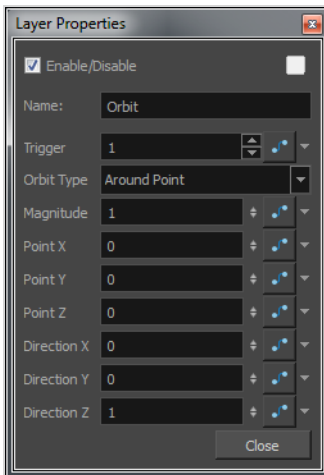 Layer Properties
Enable/Disable
Name: Orbit
Trigger 1
Orbit Type Around Point
Magnitude 1
Point X 0
Point Y 0
Point Z 0
Direction X 0
Direction Y 0
Direction Z 1
Close